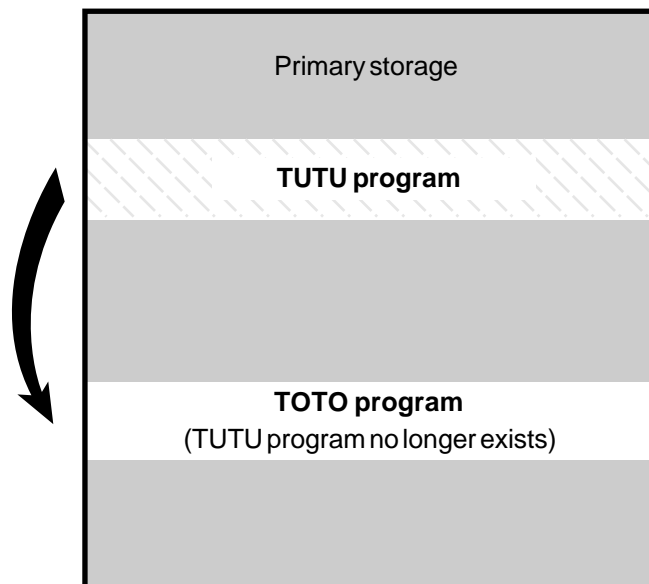 Primary storage
TUTU program
TOTO program
(TUTU program no longer exists)